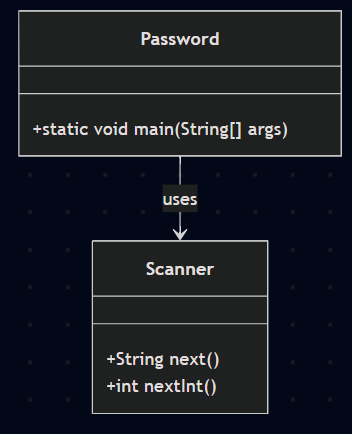 Password
+static void main(String[] args)
uses
Scanner
+String next()
+int nextInt()